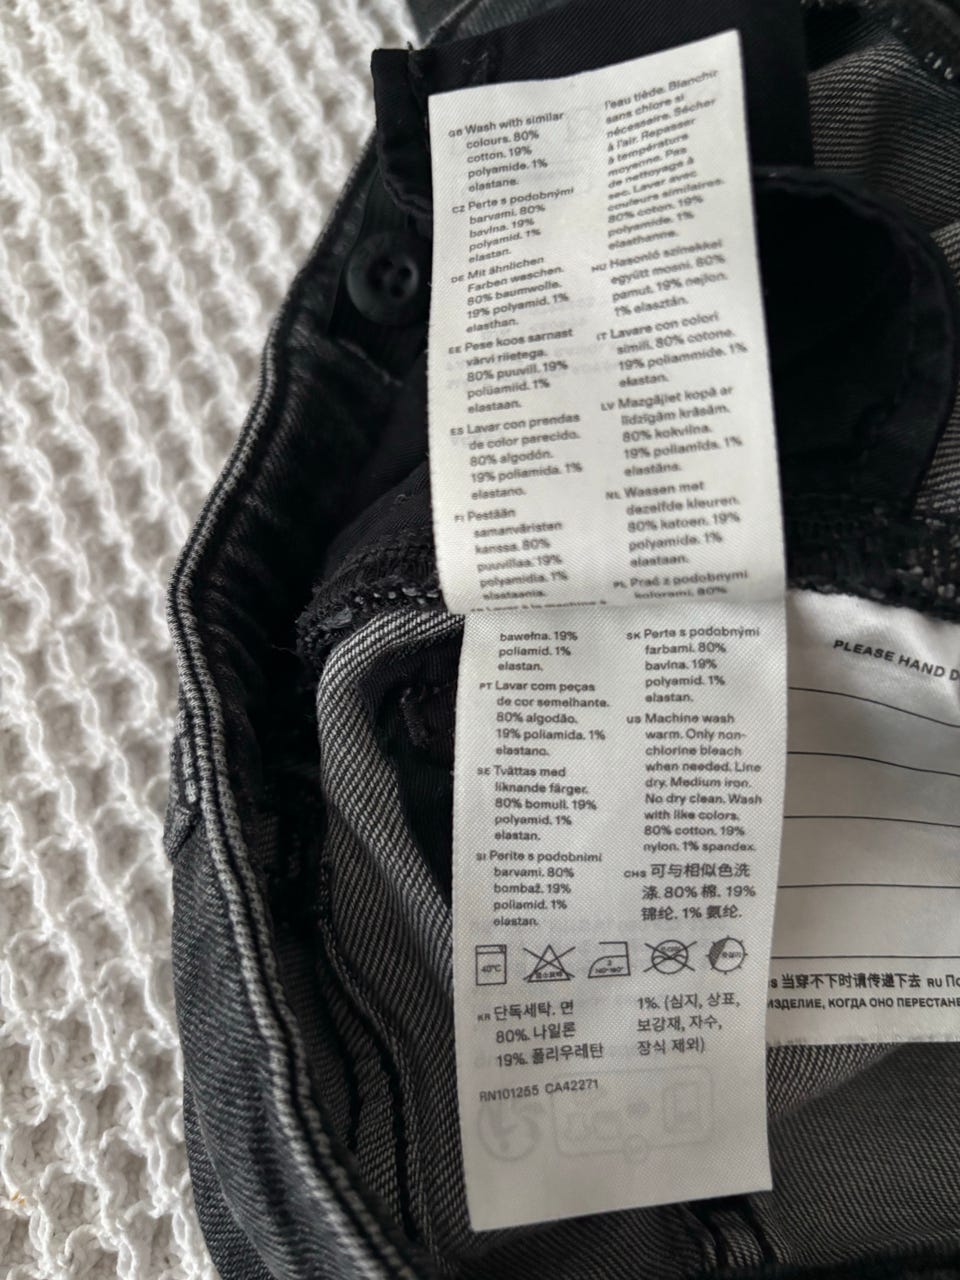 GB Wash with similar
colours. 80%
cotton. 19%
polyamide. 1%
elastane.
CZ Perte s podobnými
barvami. 80%
bavlna. 19%
polyamid. 1%
elastan.
DE Mit ähnlichen
Farben waschen.
80% baumwolle.
19% polyamid. 1%
elasthan.
EE Pese koos sarnast
värvi riietega.
80% puuvill. 19%
polüamiid. 1%
elastaan.
ES Lavar con prendas
de color parecido.
80% algodón.
19% poliamida. 1%
elastano.
FI Pestään
samanväristen
kanssa. 80%
puuvillaa. 19%
polyamidia. 1%
elastaania.
l'eau tiède. Blanchir
sans chlore si
nécessaire. Sécher
à l'air. Repasser
à température
moyenne. Pas
de nettoyage à
sec. Laver avec
couleurs similaires.
80% coton. 19%
polyamide. 1%
elasthanne.
HU Hasonló színekkel
együtt mosni. 80%
pamut. 19% nejlon.
1% elasztán.
IT Lavare con colori
simili. 80% cotone.
19% poliammide. 1%
elastan.
LV Mazgājiet kopā ar
līdzīgām krāsām.
80% kokvilna.
19% poliamīda. 1%
elastāna.
NL Wassen met
dezelfde kleuren.
80% katoen. 19%
polyamide. 1%
elastaan.
PL Prać z podobnymi
kolorami. 80%
bawełna. 19%
poliamid. 1%
elastan.
PT Lavar com peças
de cor semelhante.
80% algodão.
19% poliamida. 1%
elastano.
SE Tvättas med
liknande färger.
80% bomull. 19%
polyamid. 1%
elastan.
SI Perite s podobnimi
barvami. 80%
bombaž. 19%
poliamid. 1%
elastan.
SK Perte s podobnými
farbami. 80%
bavlna. 19%
polyamid. 1%
elastan.
US Machine wash
warm. Only non-
chlorine bleach
when needed. Line
dry. Medium iron.
No dry clean. Wash
with like colors.
80% cotton. 19%
nylon. 1% spandex.
CHS 可与相似色洗
涤. 80% 棉. 19%
锦纶. 1% 氨纶.
40°C
KR 단독세탁. 면
80%. 나일론
19%. 폴리우레탄
1%. (심지, 상표,
보강재, 자수,
장식 제외)
RN101255 CA42271
PLEASE HAND D
S 当穿不下时请传递下去 RU По
ИЗДЕЛИЕ, КОГДА ОНО ПЕРЕСТАНЕ